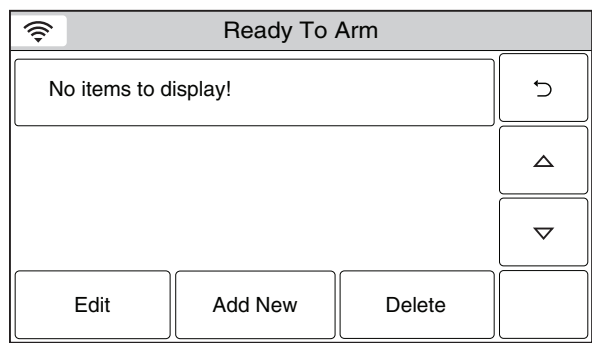 Ready To Arm
No items to display!
Edit
Add New
Delete